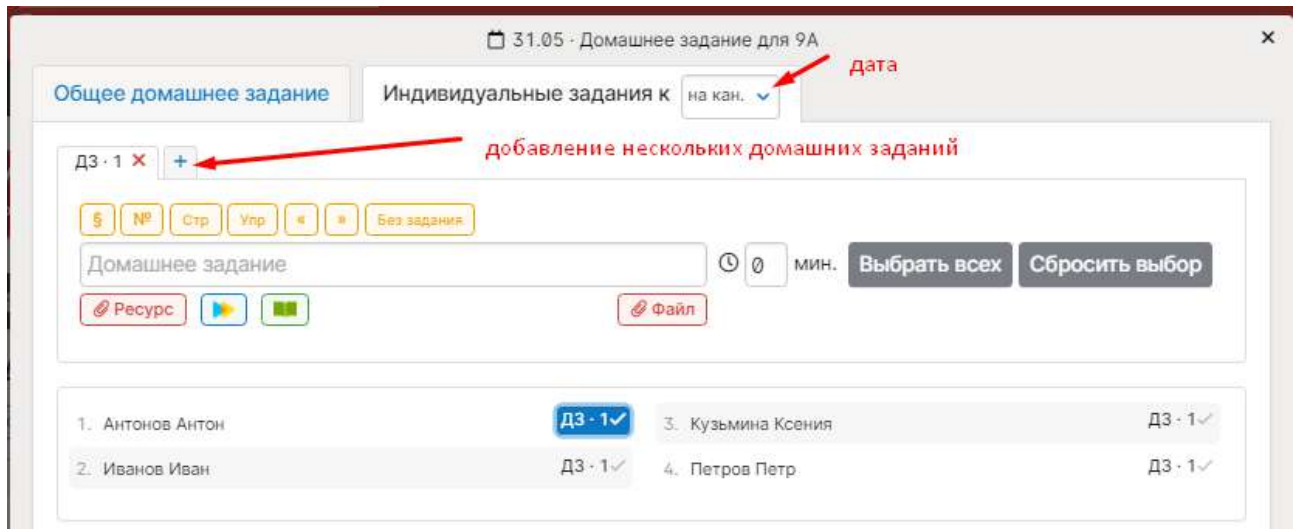 31.05 · Домашнее задание для 9А ×
дата
Общее домашнее задание Индивидуальные задания к на кан.
добавление нескольких домашних заданий
ДЗ · 1 × +
§ № Стр Упр « » Без задания
Домашнее задание 0 мин. Выбрать всех Сбросить выбор
Ресурс Файл
1. Антонов Антон ДЗ · 1✓ 3. Кузьмина Ксения ДЗ · 1✓
2. Иванов Иван ДЗ · 1✓ 4. Петров Петр ДЗ · 1✓